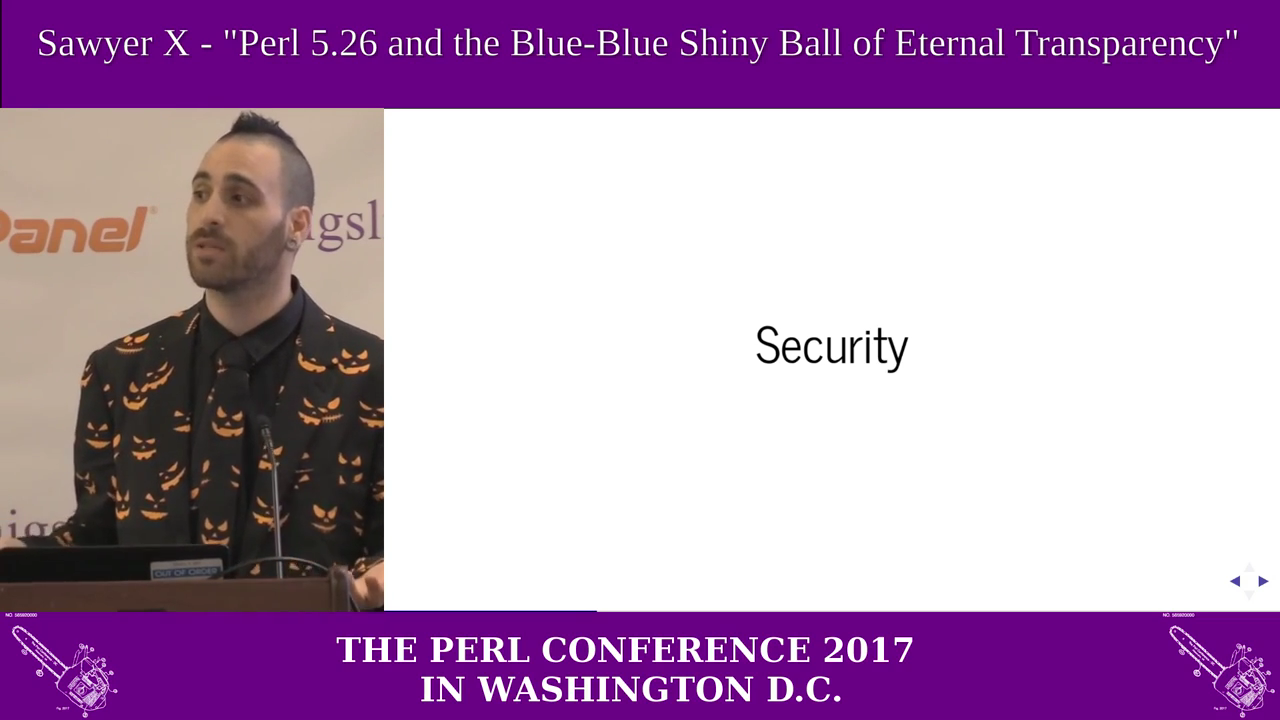 Sawyer X - "Perl 5.26 and the Blue-Blue Shiny Ball of Eternal Transparency"
Panel
igsl
Security
aigs
OUT OF ORDER
THE PERL CONFERENCE 2017
IN WASHINGTON D.C.